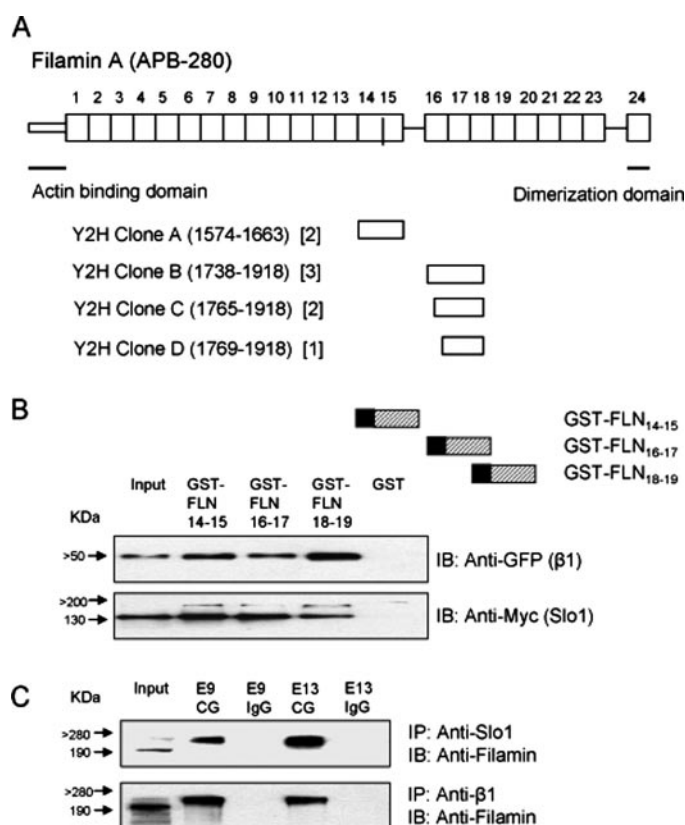 A
Filamin A (APB-280)
1 2 3 4 5 6 7 8 9 10 11 12 13 14 15 16 17 18 19 20 21 22 23 24
Actin binding domain
Dimerization domain
Y2H Clone A (1574-1663) [2]
Y2H Clone B (1738-1918) [3]
Y2H Clone C (1765-1918) [2]
Y2H Clone D (1769-1918) [1]
B
GST-FLN14-15
GST-FLN16-17
GST-FLN18-19
Input GST- GST- GST- GST
FLN FLN FLN
KDa 14-15 16-17 18-19
>50 IB: Anti-GFP (β1)
>200
130 IB: Anti-Myc (Slo1)
C
KDa Input E9 E9 E13 E13
CG IgG CG IgG
>280 IP: Anti-Slo1
190 IB: Anti-Filamin
>280 IP: Anti-β1
190 IB: Anti-Filamin